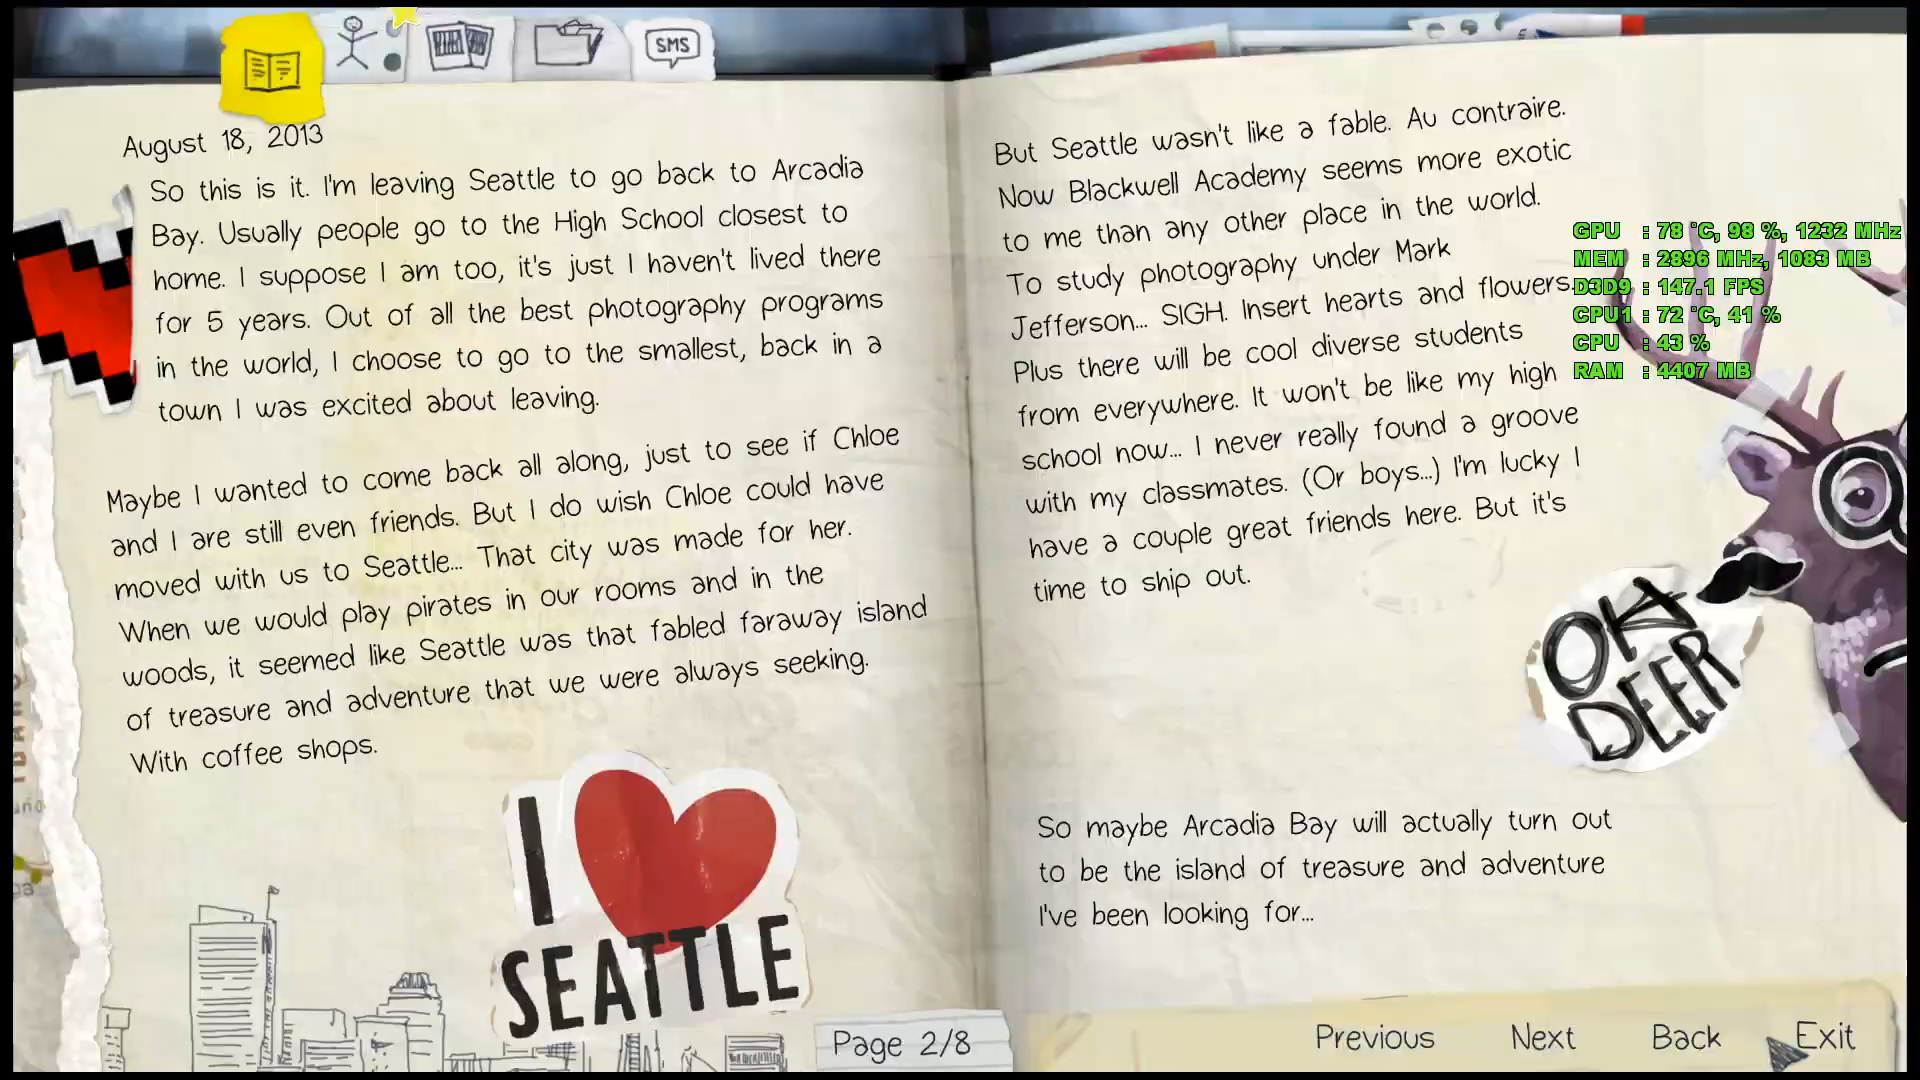 SMS
August 18, 2013
So this is it. I'm leaving Seattle to go back to Arcadia
Bay. Usually people go to the High School closest to
home. I suppose I am too, it's just I haven't lived there
for 5 years. Out of all the best photography programs
in the world, I choose to go to the smallest, back in a
town I was excited about leaving.
Maybe I wanted to come back all along, just to see if Chloe
and I are still even friends. But I do wish Chloe could have
moved with us to Seattle... That city was made for her.
When we would play pirates in our rooms and in the
woods, it seemed like Seattle was that fabled faraway island
of treasure and adventure that we were always seeking.
With coffee shops.
I
SEATTLE
Page 2/8
But Seattle wasn't like a fable. Au contraire.
Now Blackwell Academy seems more exotic
to me than any other place in the world.
To study photography under Mark
Jefferson... SIGH. Insert hearts and flowers.
Plus there will be cool diverse students
from everywhere. It won't be like my high
school now... I never really found a groove
with my classmates. (Or boys...) I'm lucky I
have a couple great friends here. But it's
time to ship out.
GPU : 78 °C, 98 %, 1232 MHz
MEM : 2896 MHz, 1083 MB
D3D9 : 147.1 FPS
CPU1 : 72 °C, 41 %
CPU : 43 %
RAM : 4407 MB
OH
DEER
So maybe Arcadia Bay will actually turn out
to be the island of treasure and adventure
I've been looking for...
Previous Next Back Exit